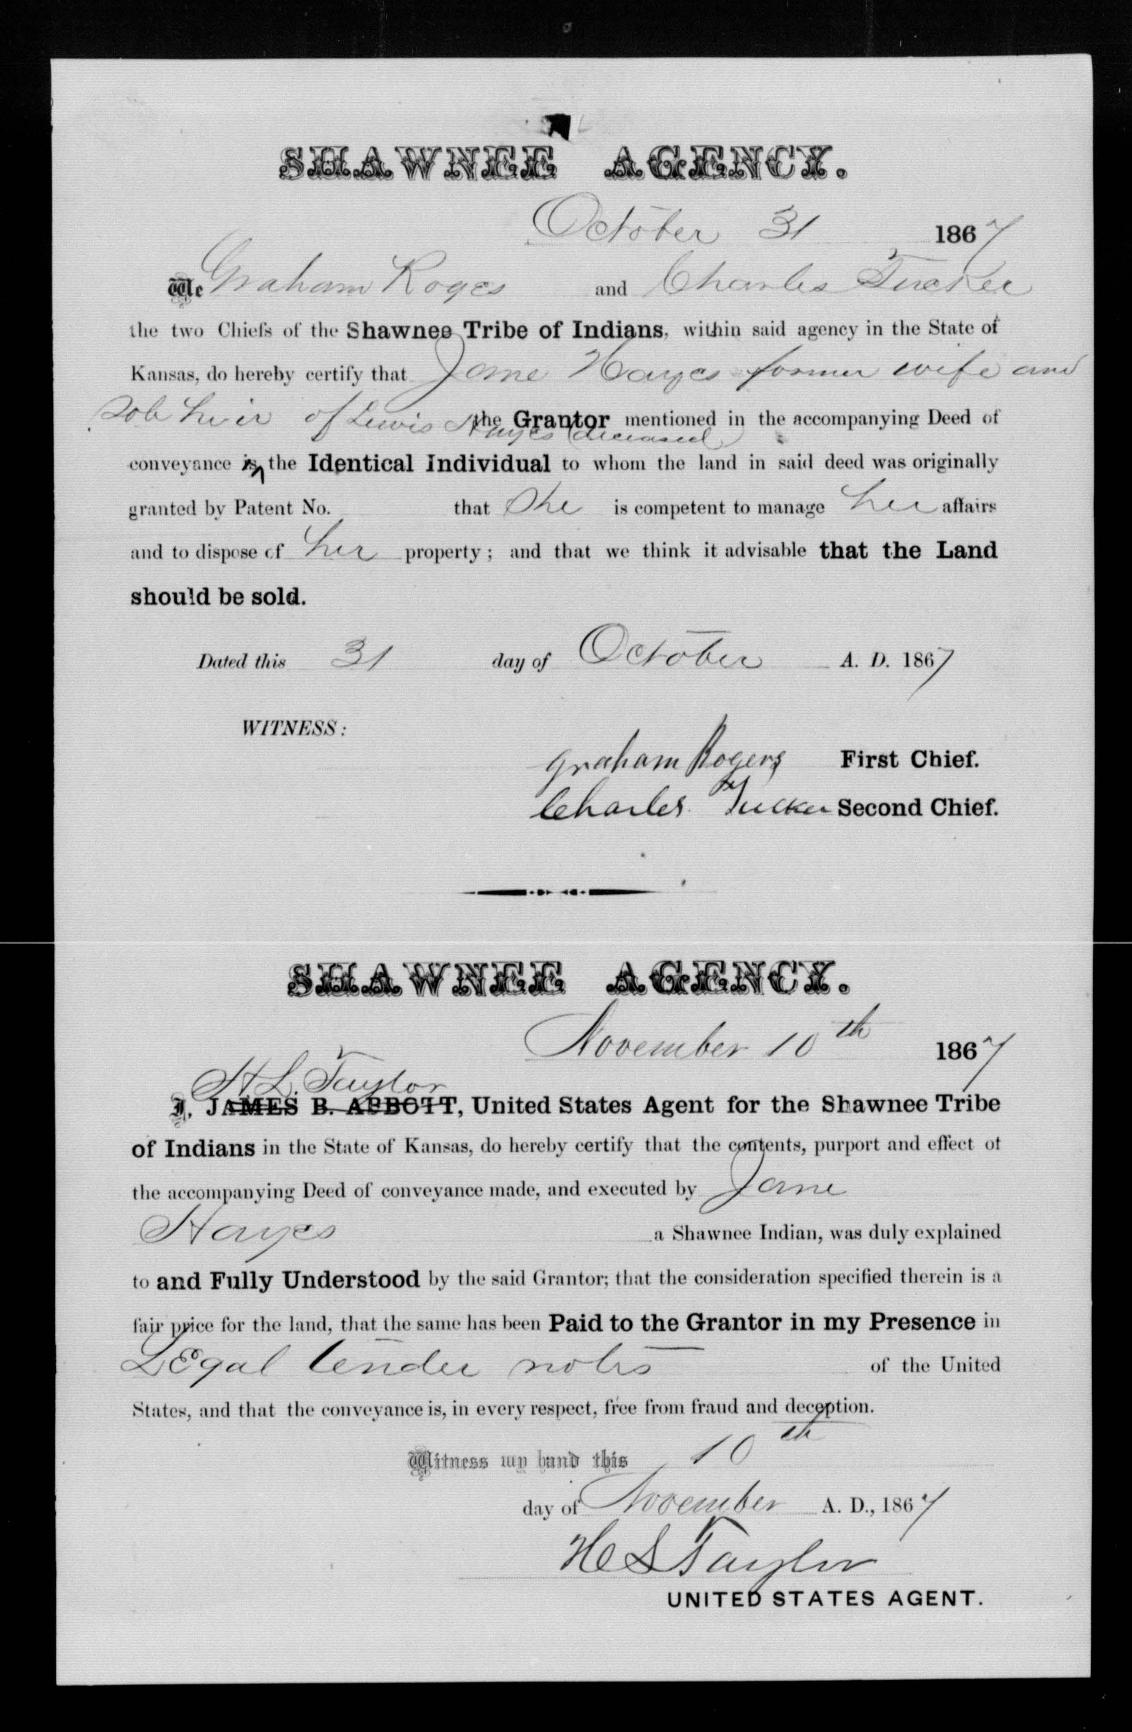 SHAWNEE AGENCY.
October 31 1867
We Graham Roges and Charles Tucker
the two Chiefs of the Shawnee Tribe of Indians, within said agency in the State of
Kansas, do hereby certify that Jane Hayes former wife and
sole heir of Lewis Hayes (deceased) the Grantor mentioned in the accompanying Deed of
conveyance is the Identical Individual to whom the land in said deed was originally
granted by Patent No. that she is competent to manage her affairs
and to dispose of her property; and that we think it advisable that the Land
should be sold.
Dated this 31 day of October A. D. 1867
WITNESS:
Graham Rogers First Chief.
Charles Tucker Second Chief.
SHAWNEE AGENCY.
November 10th 1867
H L Taylor
I, JAMES B. ABBOTT, United States Agent for the Shawnee Tribe
of Indians in the State of Kansas, do hereby certify that the contents, purport and effect of
the accompanying Deed of conveyance made, and executed by Jane
Hayes a Shawnee Indian, was duly explained
to and Fully Understood by the said Grantor; that the consideration specified therein is a
fair price for the land, that the same has been Paid to the Grantor in my Presence in
Legal tender notes of the United
States, and that the conveyance is, in every respect, free from fraud and deception.
Witness my hand this 10th
day of November A. D., 1867
H L Taylor
UNITED STATES AGENT.